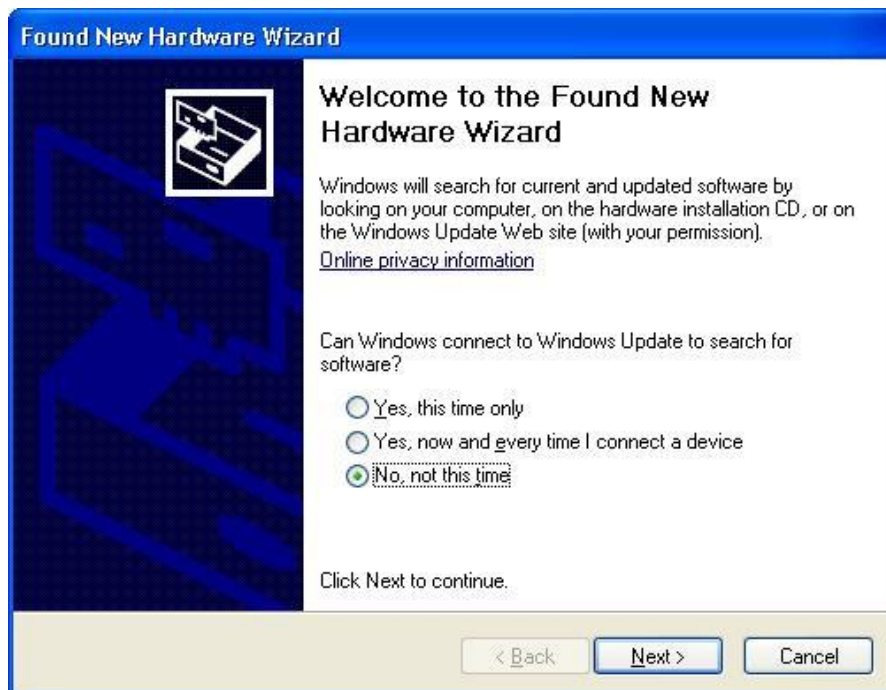 Found New Hardware Wizard
Welcome to the Found New
Hardware Wizard
Windows will search for current and updated software by
looking on your computer, on the hardware installation CD, or on
the Windows Update Web site (with your permission).
Online privacy information
Can Windows connect to Windows Update to search for
software?
Yes, this time only
Yes, now and every time I connect a device
No, not this time
Click Next to continue.
< Back
Next >
Cancel